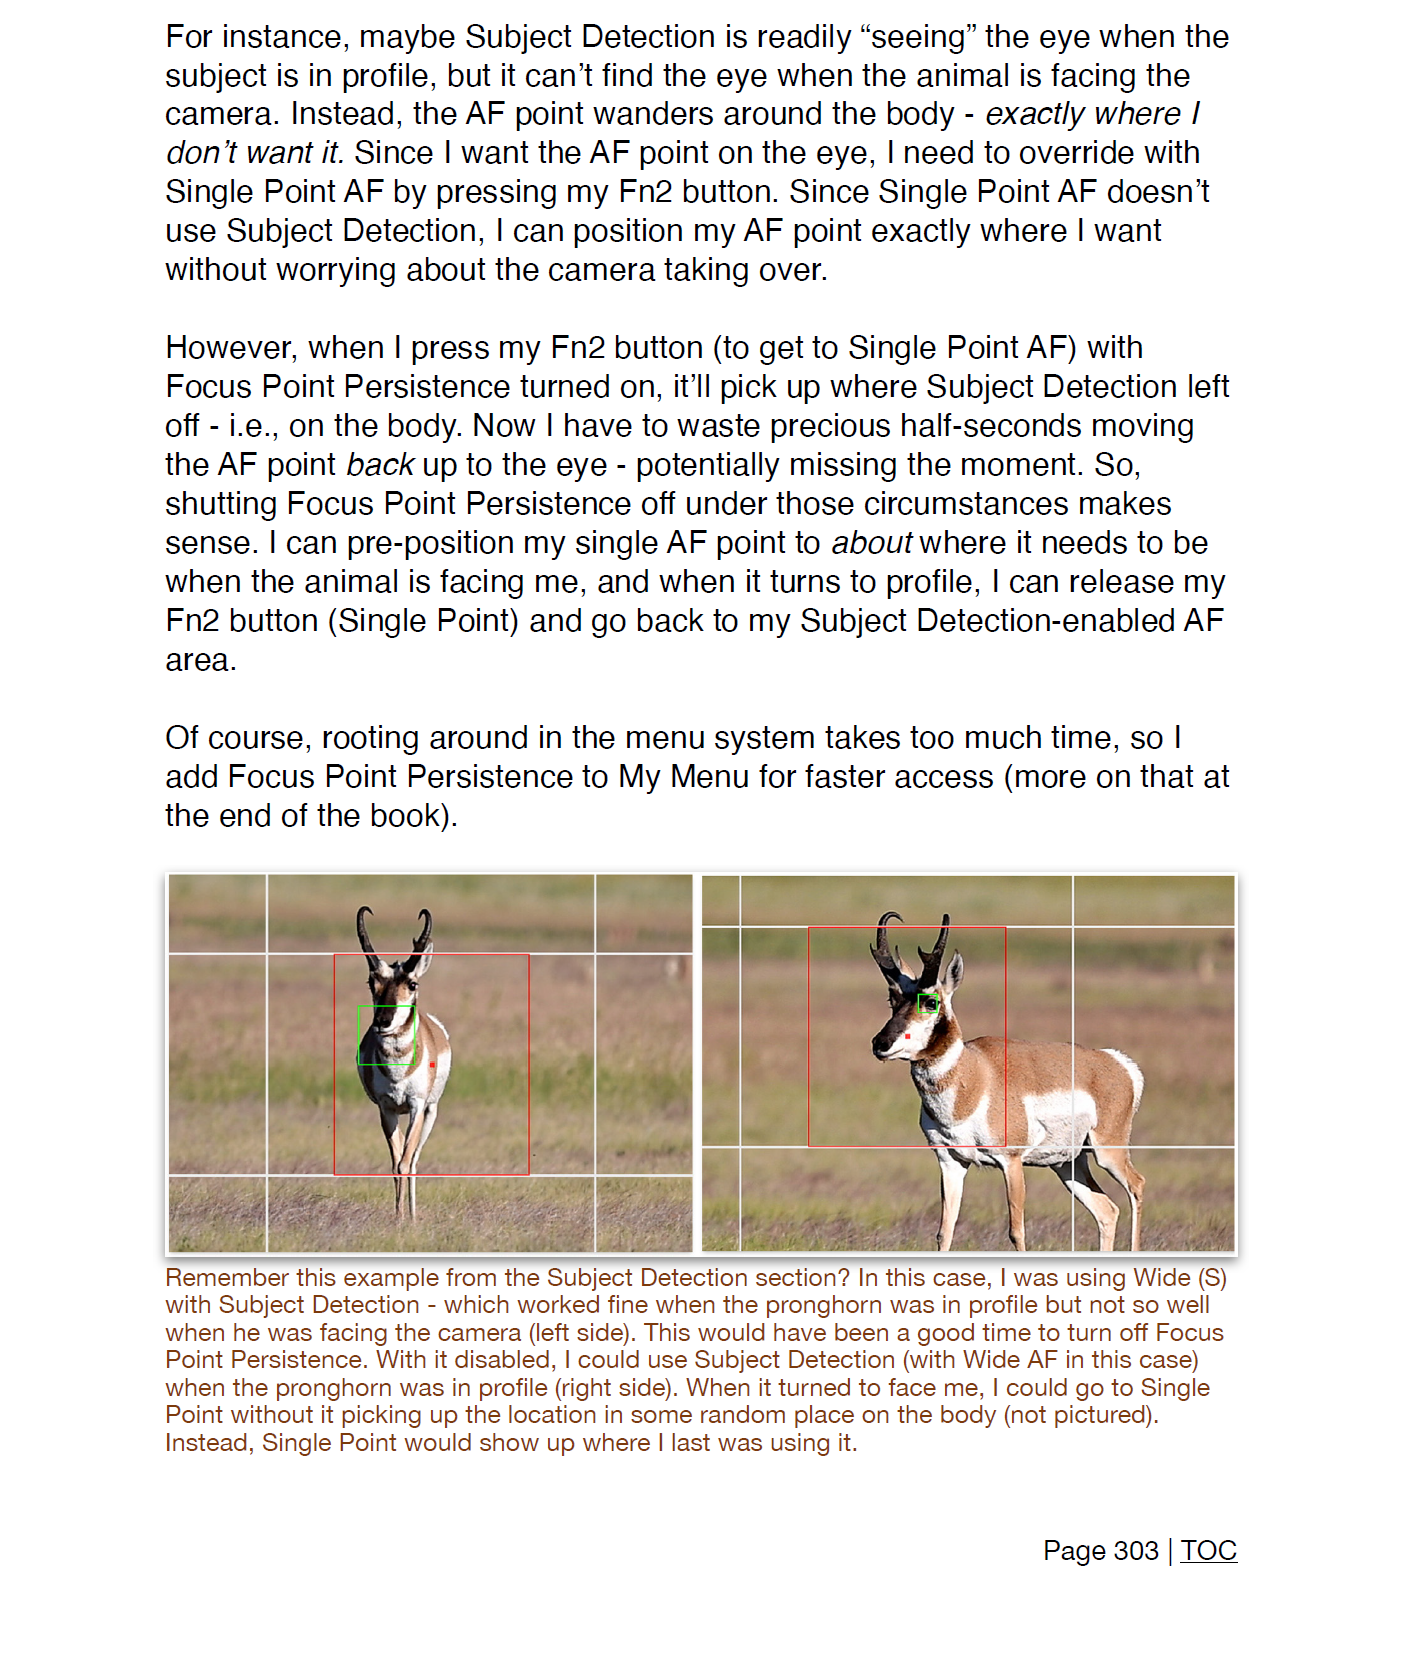 For instance, maybe Subject Detection is readily “seeing” the eye when the
subject is in profile, but it can’t find the eye when the animal is facing the
camera. Instead, the AF point wanders around the body - exactly where I
don’t want it. Since I want the AF point on the eye, I need to override with
Single Point AF by pressing my Fn2 button. Since Single Point AF doesn’t
use Subject Detection, I can position my AF point exactly where I want
without worrying about the camera taking over.
However, when I press my Fn2 button (to get to Single Point AF) with
Focus Point Persistence turned on, it’ll pick up where Subject Detection left
off - i.e., on the body. Now I have to waste precious half-seconds moving
the AF point back up to the eye - potentially missing the moment. So,
shutting Focus Point Persistence off under those circumstances makes
sense. I can pre-position my single AF point to about where it needs to be
when the animal is facing me, and when it turns to profile, I can release my
Fn2 button (Single Point) and go back to my Subject Detection-enabled AF
area.
Of course, rooting around in the menu system takes too much time, so I
add Focus Point Persistence to My Menu for faster access (more on that at
the end of the book).
Remember this example from the Subject Detection section? In this case, I was using Wide (S)
with Subject Detection - which worked fine when the pronghorn was in profile but not so well
when he was facing the camera (left side). This would have been a good time to turn off Focus
Point Persistence. With it disabled, I could use Subject Detection (with Wide AF in this case)
when the pronghorn was in profile (right side). When it turned to face me, I could go to Single
Point without it picking up the location in some random place on the body (not pictured).
Instead, Single Point would show up where I last was using it.
Page 303 | TOC